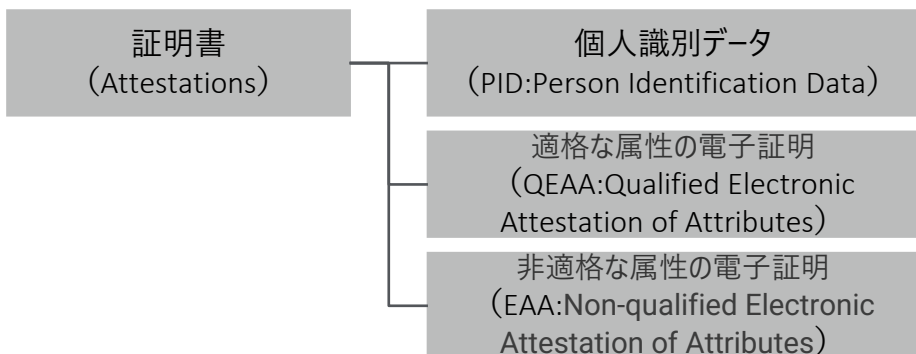 証明書
（Attestations）
個人識別データ
（PID:Person Identification Data）
適格な属性の電子証明
（QEAA:Qualified Electronic
Attestation of Attributes）
非適格な属性の電子証明
（EAA:Non-qualified Electronic
Attestation of Attributes）